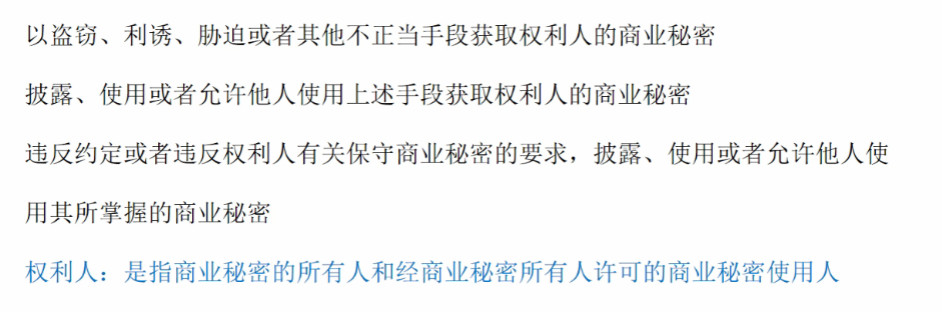 以盗窃、利诱、胁迫或者其他不正当手段获取权利人的商业秘密
披露、使用或者允许他人使用上述手段获取权利人的商业秘密
违反约定或者违反权利人有关保守商业秘密的要求，披露、使用或者允许他人使
用其所掌握的商业秘密
权利人：是指商业秘密的所有人和经商业秘密所有人许可的商业秘密使用人